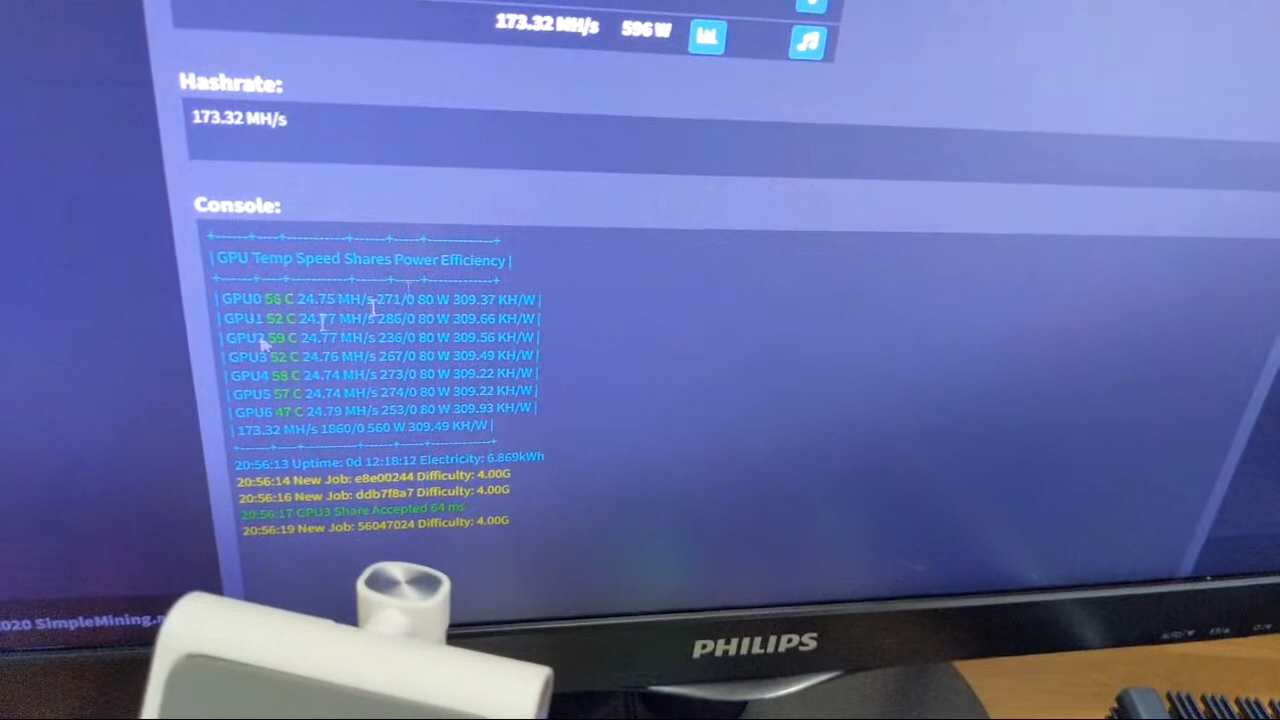 173.32 MH/s 596 W
Hashrate:
173.32 MH/s
Console:
+------+----+-----------+------+-----+------------+
| GPU Temp Speed Shares Power Efficiency |
+------+----+-----------+------+-----+------------+
| GPU0 56 C 24.75 MH/s 271/0 80 W 309.37 KH/W |
| GPU1 52 C 24.77 MH/s 286/0 80 W 309.66 KH/W |
| GPU2 59 C 24.77 MH/s 236/0 80 W 309.56 KH/W |
| GPU3 52 C 24.76 MH/s 267/0 80 W 309.49 KH/W |
| GPU4 58 C 24.74 MH/s 273/0 80 W 309.22 KH/W |
| GPU5 57 C 24.74 MH/s 274/0 80 W 309.22 KH/W |
| GPU6 47 C 24.79 MH/s 253/0 80 W 309.93 KH/W |
| 173.32 MH/s 1860/0 560 W 309.49 KH/W |
+------+----+-----------+------+-----+------------+
20:56:13 Uptime: 0d 12:18:12 Electricity: 6.869kWh
20:56:14 New Job: e8e00244 Difficulty: 4.00G
20:56:16 New Job: ddb7f8a7 Difficulty: 4.00G
20:56:17 GPU3 Share Accepted 64 ms
20:56:19 New Job: 56047024 Difficulty: 4.00G
020 SimpleMining.n
PHILIPS